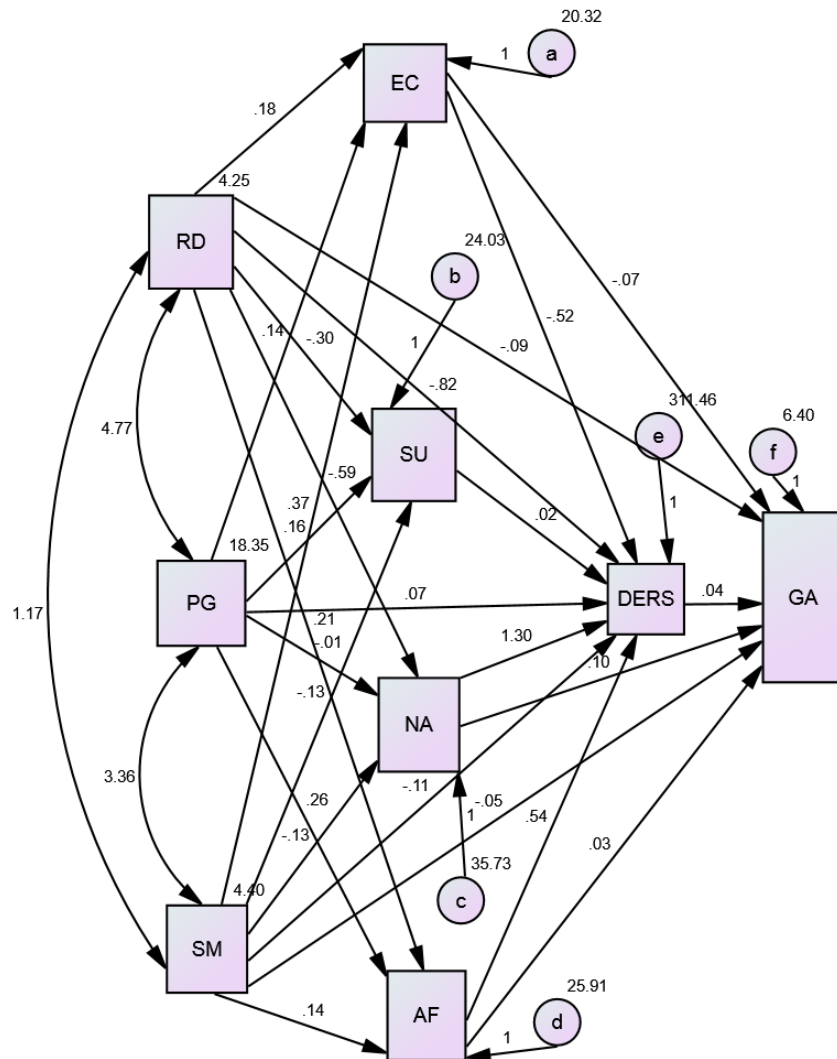 20.32
a
1
EC
.18
4.25
RD
24.03
b
-.07
.14
-.30
-.52
1
-.09
-.82
4.77
311.46
6.40
e
f
SU
-.59
1
.37
.16
.02
1
18.35
PG
.07
DERS
.04
GA
1.17
.21
-.01
1.30
.10
-.13
NA
3.36
-.11
-.05
.26
1
.54
-.13
.03
35.73
4.40
c
SM
25.91
AF
d
.14
1